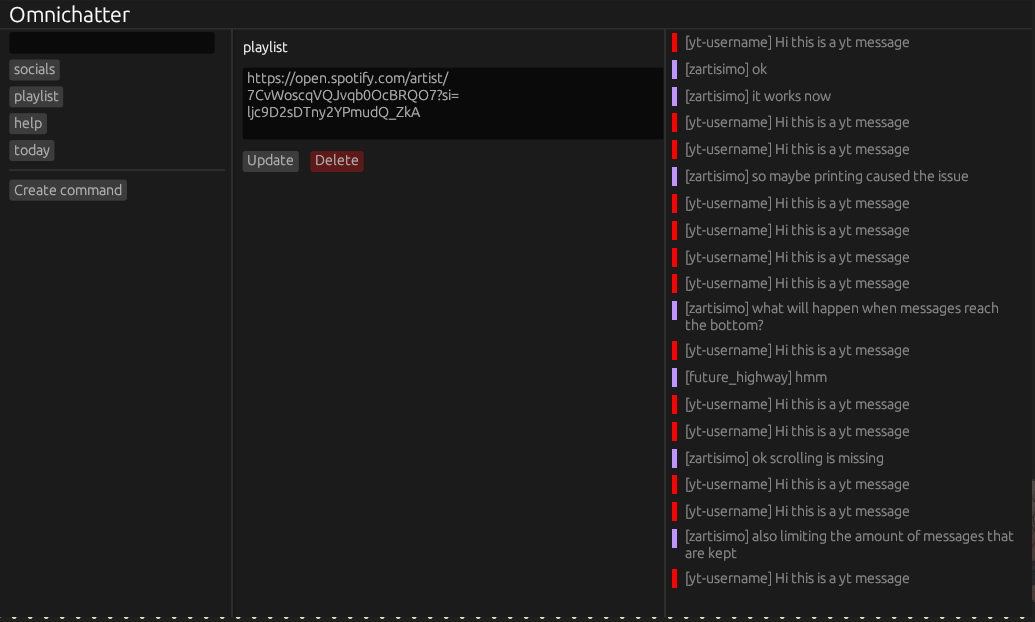 Omnichatter
socials
playlist
help
today
Create command
playlist
https://open.spotify.com/artist/
7CvWoscqVQJvqb0OcBRQO7?si=
ljc9D2sDTny2YPmudQ_ZkA
Update
Delete
[yt-username] Hi this is a yt message
[zartisimo] ok
[zartisimo] it works now
[yt-username] Hi this is a yt message
[yt-username] Hi this is a yt message
[zartisimo] so maybe printing caused the issue
[yt-username] Hi this is a yt message
[yt-username] Hi this is a yt message
[yt-username] Hi this is a yt message
[yt-username] Hi this is a yt message
[zartisimo] what will happen when messages reach
the bottom?
[yt-username] Hi this is a yt message
[future_highway] hmm
[yt-username] Hi this is a yt message
[yt-username] Hi this is a yt message
[zartisimo] ok scrolling is missing
[yt-username] Hi this is a yt message
[yt-username] Hi this is a yt message
[zartisimo] also limiting the amount of messages that
are kept
[yt-username] Hi this is a yt message